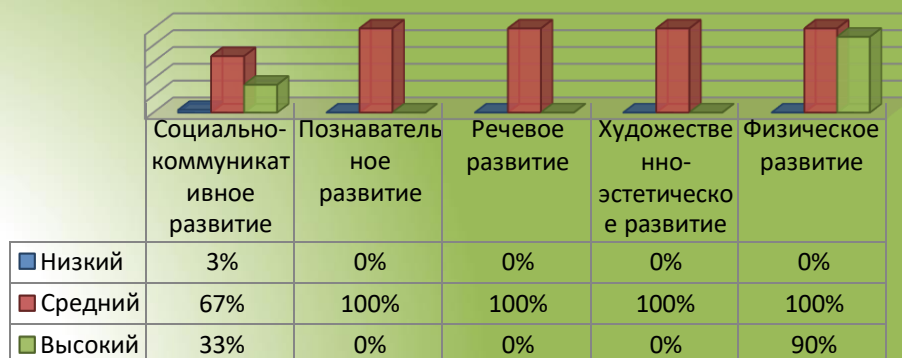 Социально- Познаватель Речевое Художестве Физическое
коммуникат ное развитие нно- развитие
ивное развитие эстетическо
развитие е развитие
Низкий 3% 0% 0% 0% 0%
Средний 67% 100% 100% 100% 100%
Высокий 33% 0% 0% 0% 90%